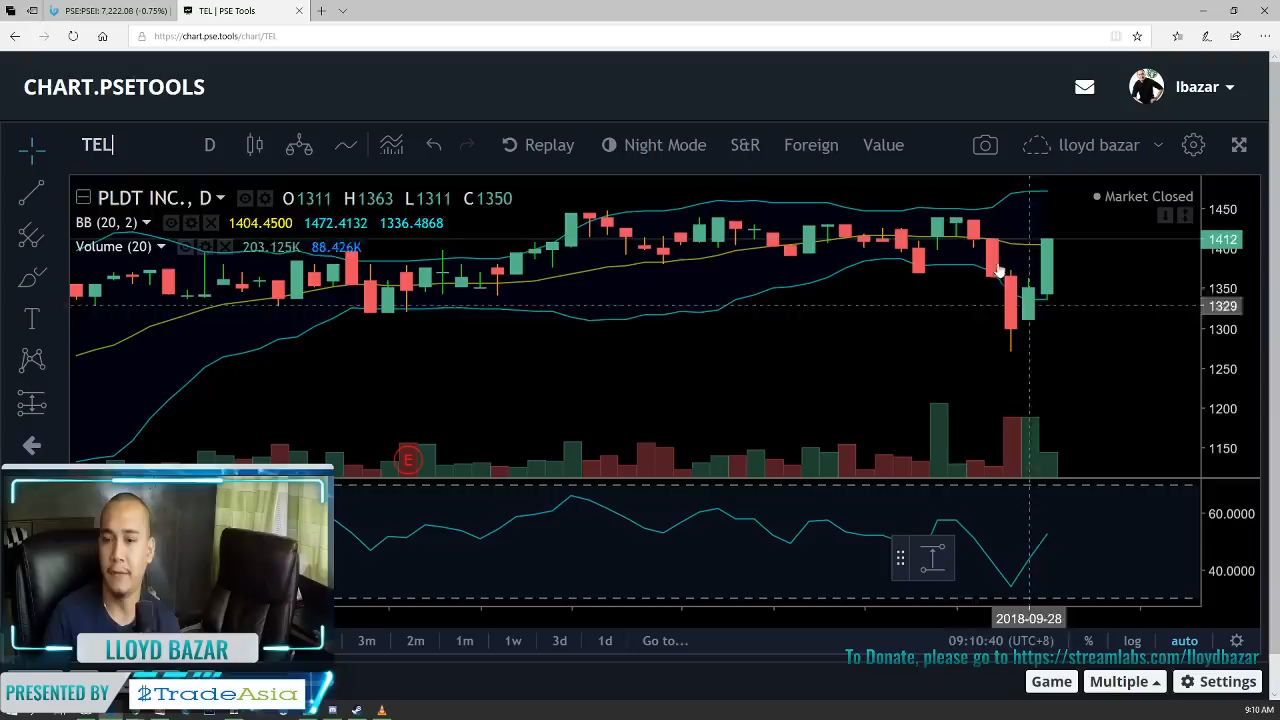 PSE:PSEI: 7,222.08 (-0.75%)
TEL | PSE Tools
https://chart.pse.tools/chart/TEL
CHART.PSETOOLS
lbazar
TEL
D
Replay
Night Mode
S&R
Foreign
Value
lloyd bazar
PLDT INC., D
O1311 H1363 L1311 C1350
Market Closed
BB (20, 2)
1404.4500 1472.4132 1336.4868
Volume (20)
203.125K 88.426K
1450
1412
1400
1350
1329
1300
1250
1200
1150
E
60.0000
40.0000
2018-09-28
3m 2m 1m 1w 3d 1d Go to...
09:10:40 (UTC+8)
% log auto
LLOYD BAZAR
To Donate, please go to https://streamlabs.com/lloydbazar
PRESENTED BY
$TradeAsia
Game
Multiple
Settings
9:10 AM